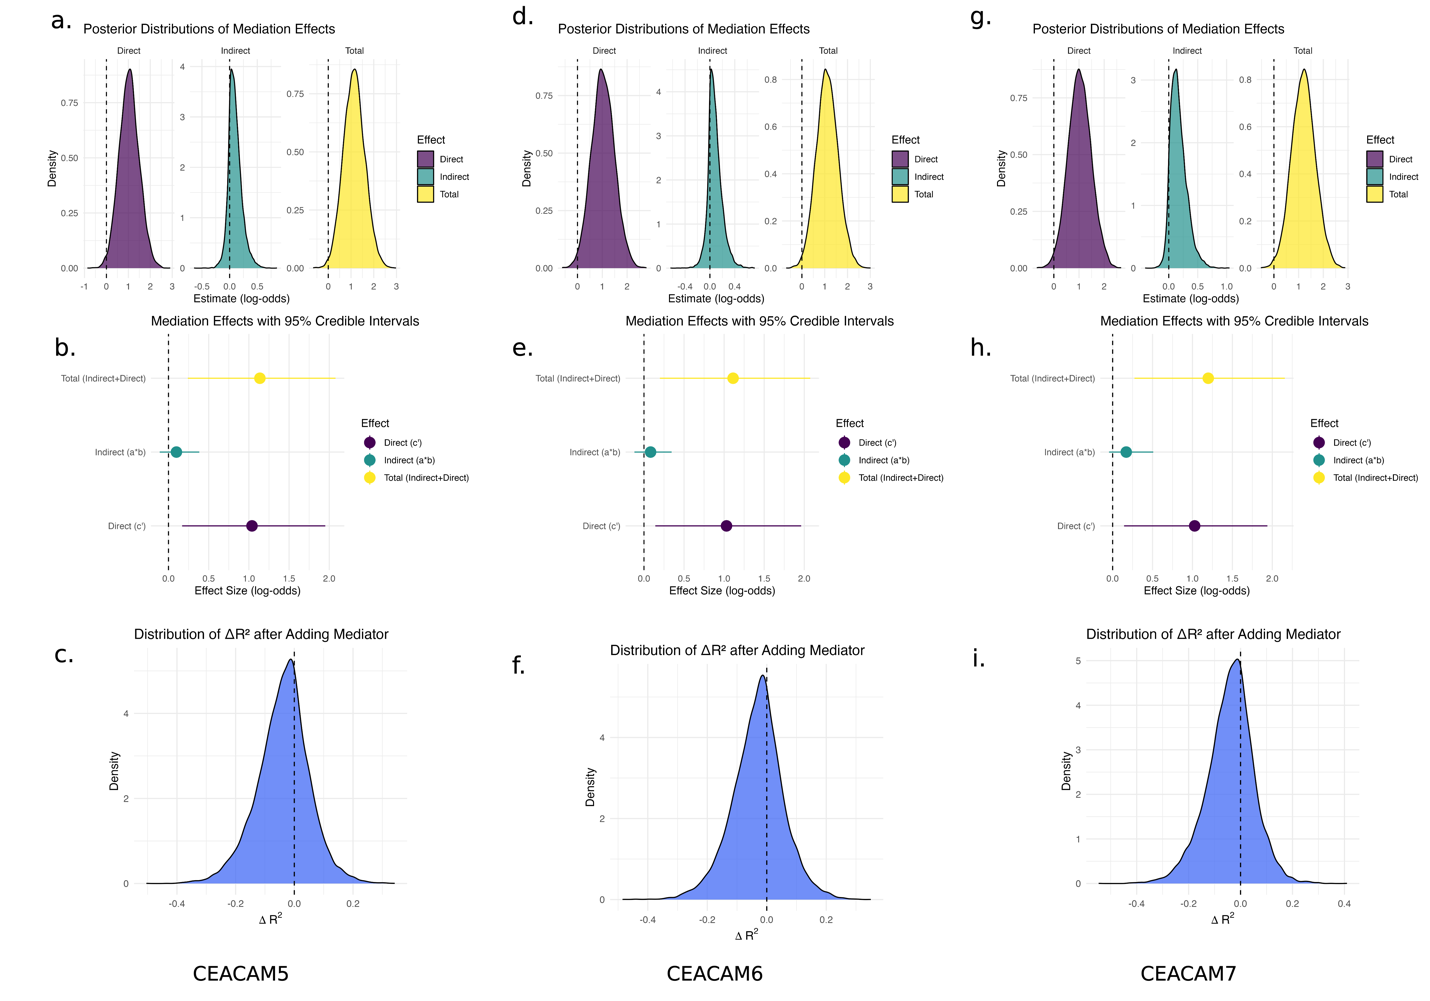 a.
Posterior Distributions of Mediation Effects
Direct Indirect Total
Density
0.75
0.50
0.25
0.00
4
3
2
1
0
0.75
0.50
0.25
0.00
-1 0 1 2 3
-0.5 0.0 0.5
0 1 2 3
Estimate (log-odds)
Effect
Direct
Indirect
Total
d.
Posterior Distributions of Mediation Effects
Direct Indirect Total
Density
0.75
0.50
0.25
0.00
4
3
2
1
0
0.8
0.6
0.4
0.2
0.0
0 1 2
-0.4 0.0 0.4
0 1 2 3
Estimate (log-odds)
Effect
Direct
Indirect
Total
g.
Posterior Distributions of Mediation Effects
Direct Indirect Total
Density
0.75
0.50
0.25
0.00
3
2
1
0
0.8
0.6
0.4
0.2
0.0
0 1 2
0.0 0.5 1.0
0 1 2 3
Estimate (log-odds)
Effect
Direct
Indirect
Total
b.
Mediation Effects with 95% Credible Intervals
Total (Indirect+Direct)
Indirect (a*b)
Direct (c')
0.0 0.5 1.0 1.5 2.0
Effect Size (log-odds)
Effect
Direct (c')
Indirect (a*b)
Total (Indirect+Direct)
e.
Mediation Effects with 95% Credible Intervals
Total (Indirect+Direct)
Indirect (a*b)
Direct (c')
0.0 0.5 1.0 1.5 2.0
Effect Size (log-odds)
Effect
Direct (c')
Indirect (a*b)
Total (Indirect+Direct)
h.
Mediation Effects with 95% Credible Intervals
Total (Indirect+Direct)
Indirect (a*b)
Direct (c')
0.0 0.5 1.0 1.5 2.0
Effect Size (log-odds)
Effect
Direct (c')
Indirect (a*b)
Total (Indirect+Direct)
c.
Distribution of ΔR² after Adding Mediator
Density
4
2
0
-0.4 -0.2 0.0 0.2
Δ R²
CEACAM5
f.
Distribution of ΔR² after Adding Mediator
Density
4
2
0
-0.4 -0.2 0.0 0.2
Δ R²
CEACAM6
i.
Distribution of ΔR² after Adding Mediator
Density
5
4
3
2
1
0
-0.4 -0.2 0.0 0.2 0.4
Δ R²
CEACAM7